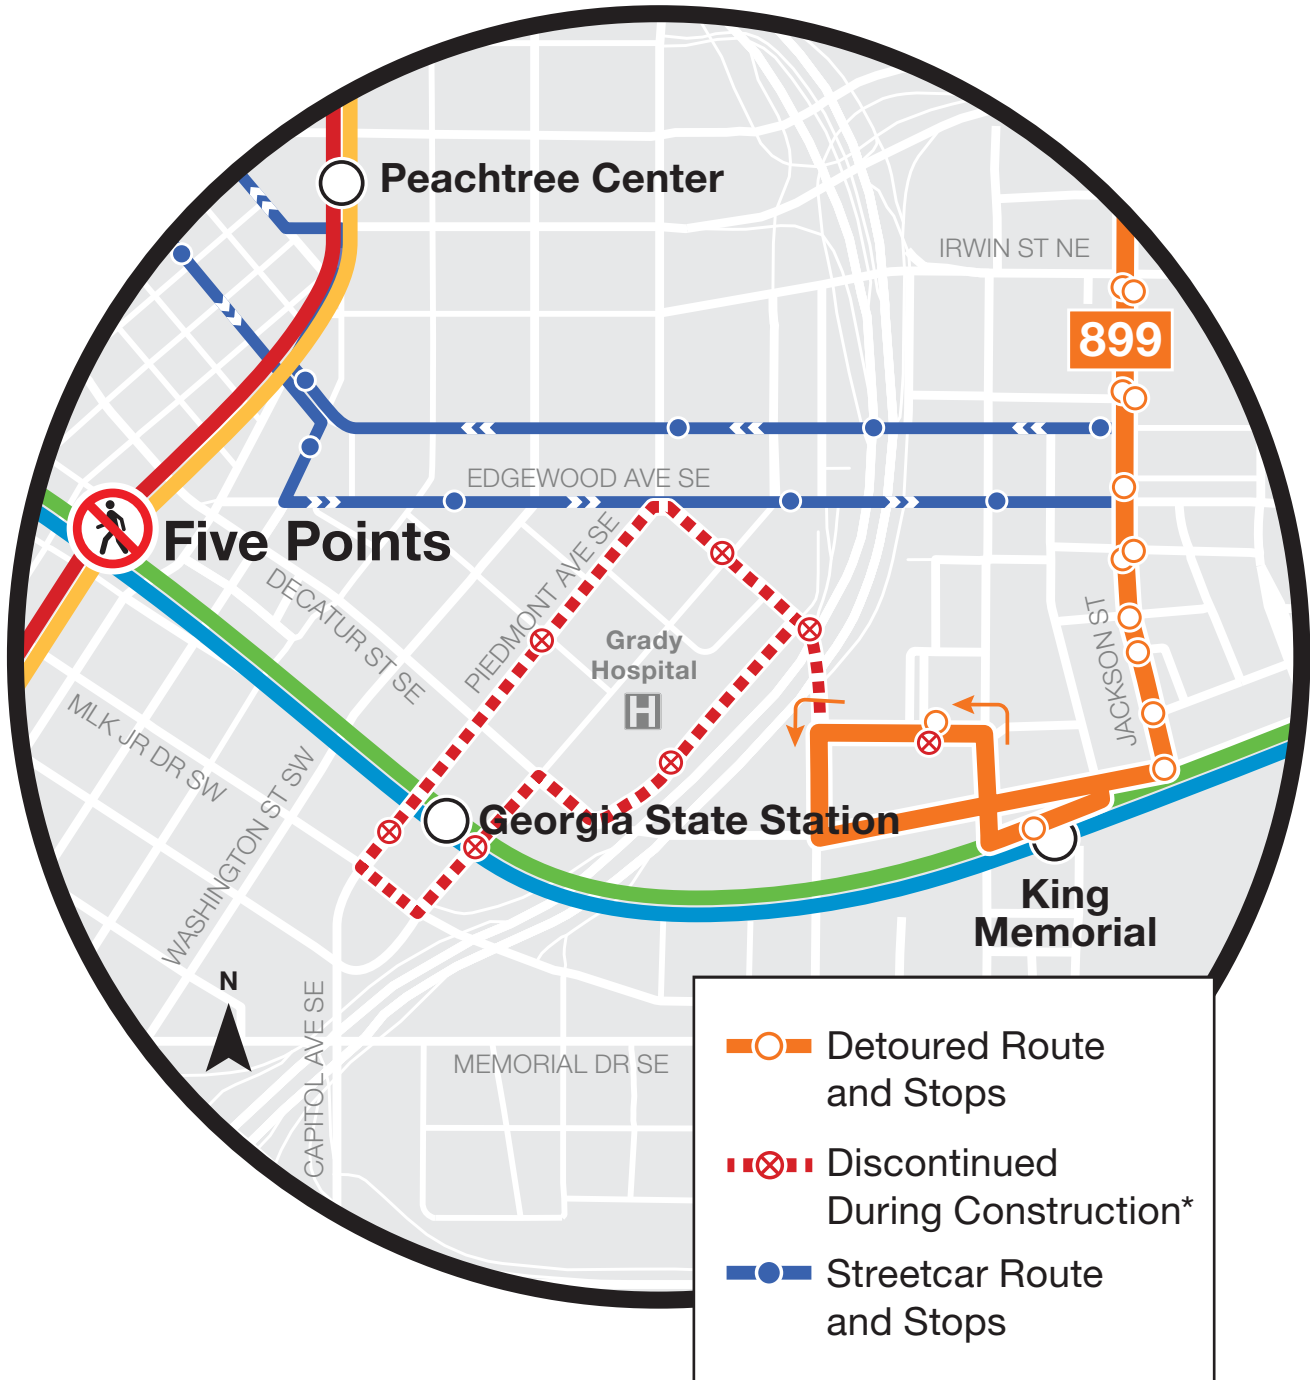 Peachtree Center
IRWIN ST NE
899
EDGEWOOD AVE SE
Five Points
DECATUR ST SE
PIEDMONT AVE SE
Grady
Hospital
H
JACKSON ST
MLK JR DR SW
WASHINGTON ST SW
Georgia State Station
King
Memorial
N
CAPITOL AVE SE
MEMORIAL DR SE
Detoured Route
and Stops
Discontinued
During Construction*
Streetcar Route
and Stops